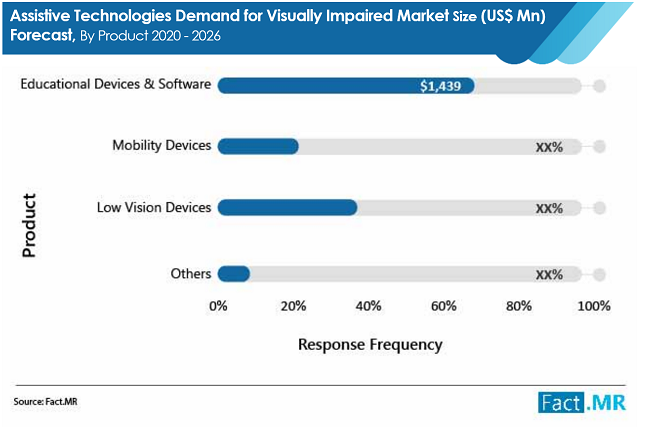 Assistive Technologies Demand for Visually Impaired Market Size (US$ Mn)
Forecast, By Product 2020 - 2026
Educational Devices & Software
$1,439
Mobility Devices
XX%
Low Vision Devices
XX%
Others
XX%
Product
0% 20% 40% 60% 80% 100%
Response Frequency
Source: Fact.MR
Fact.MR